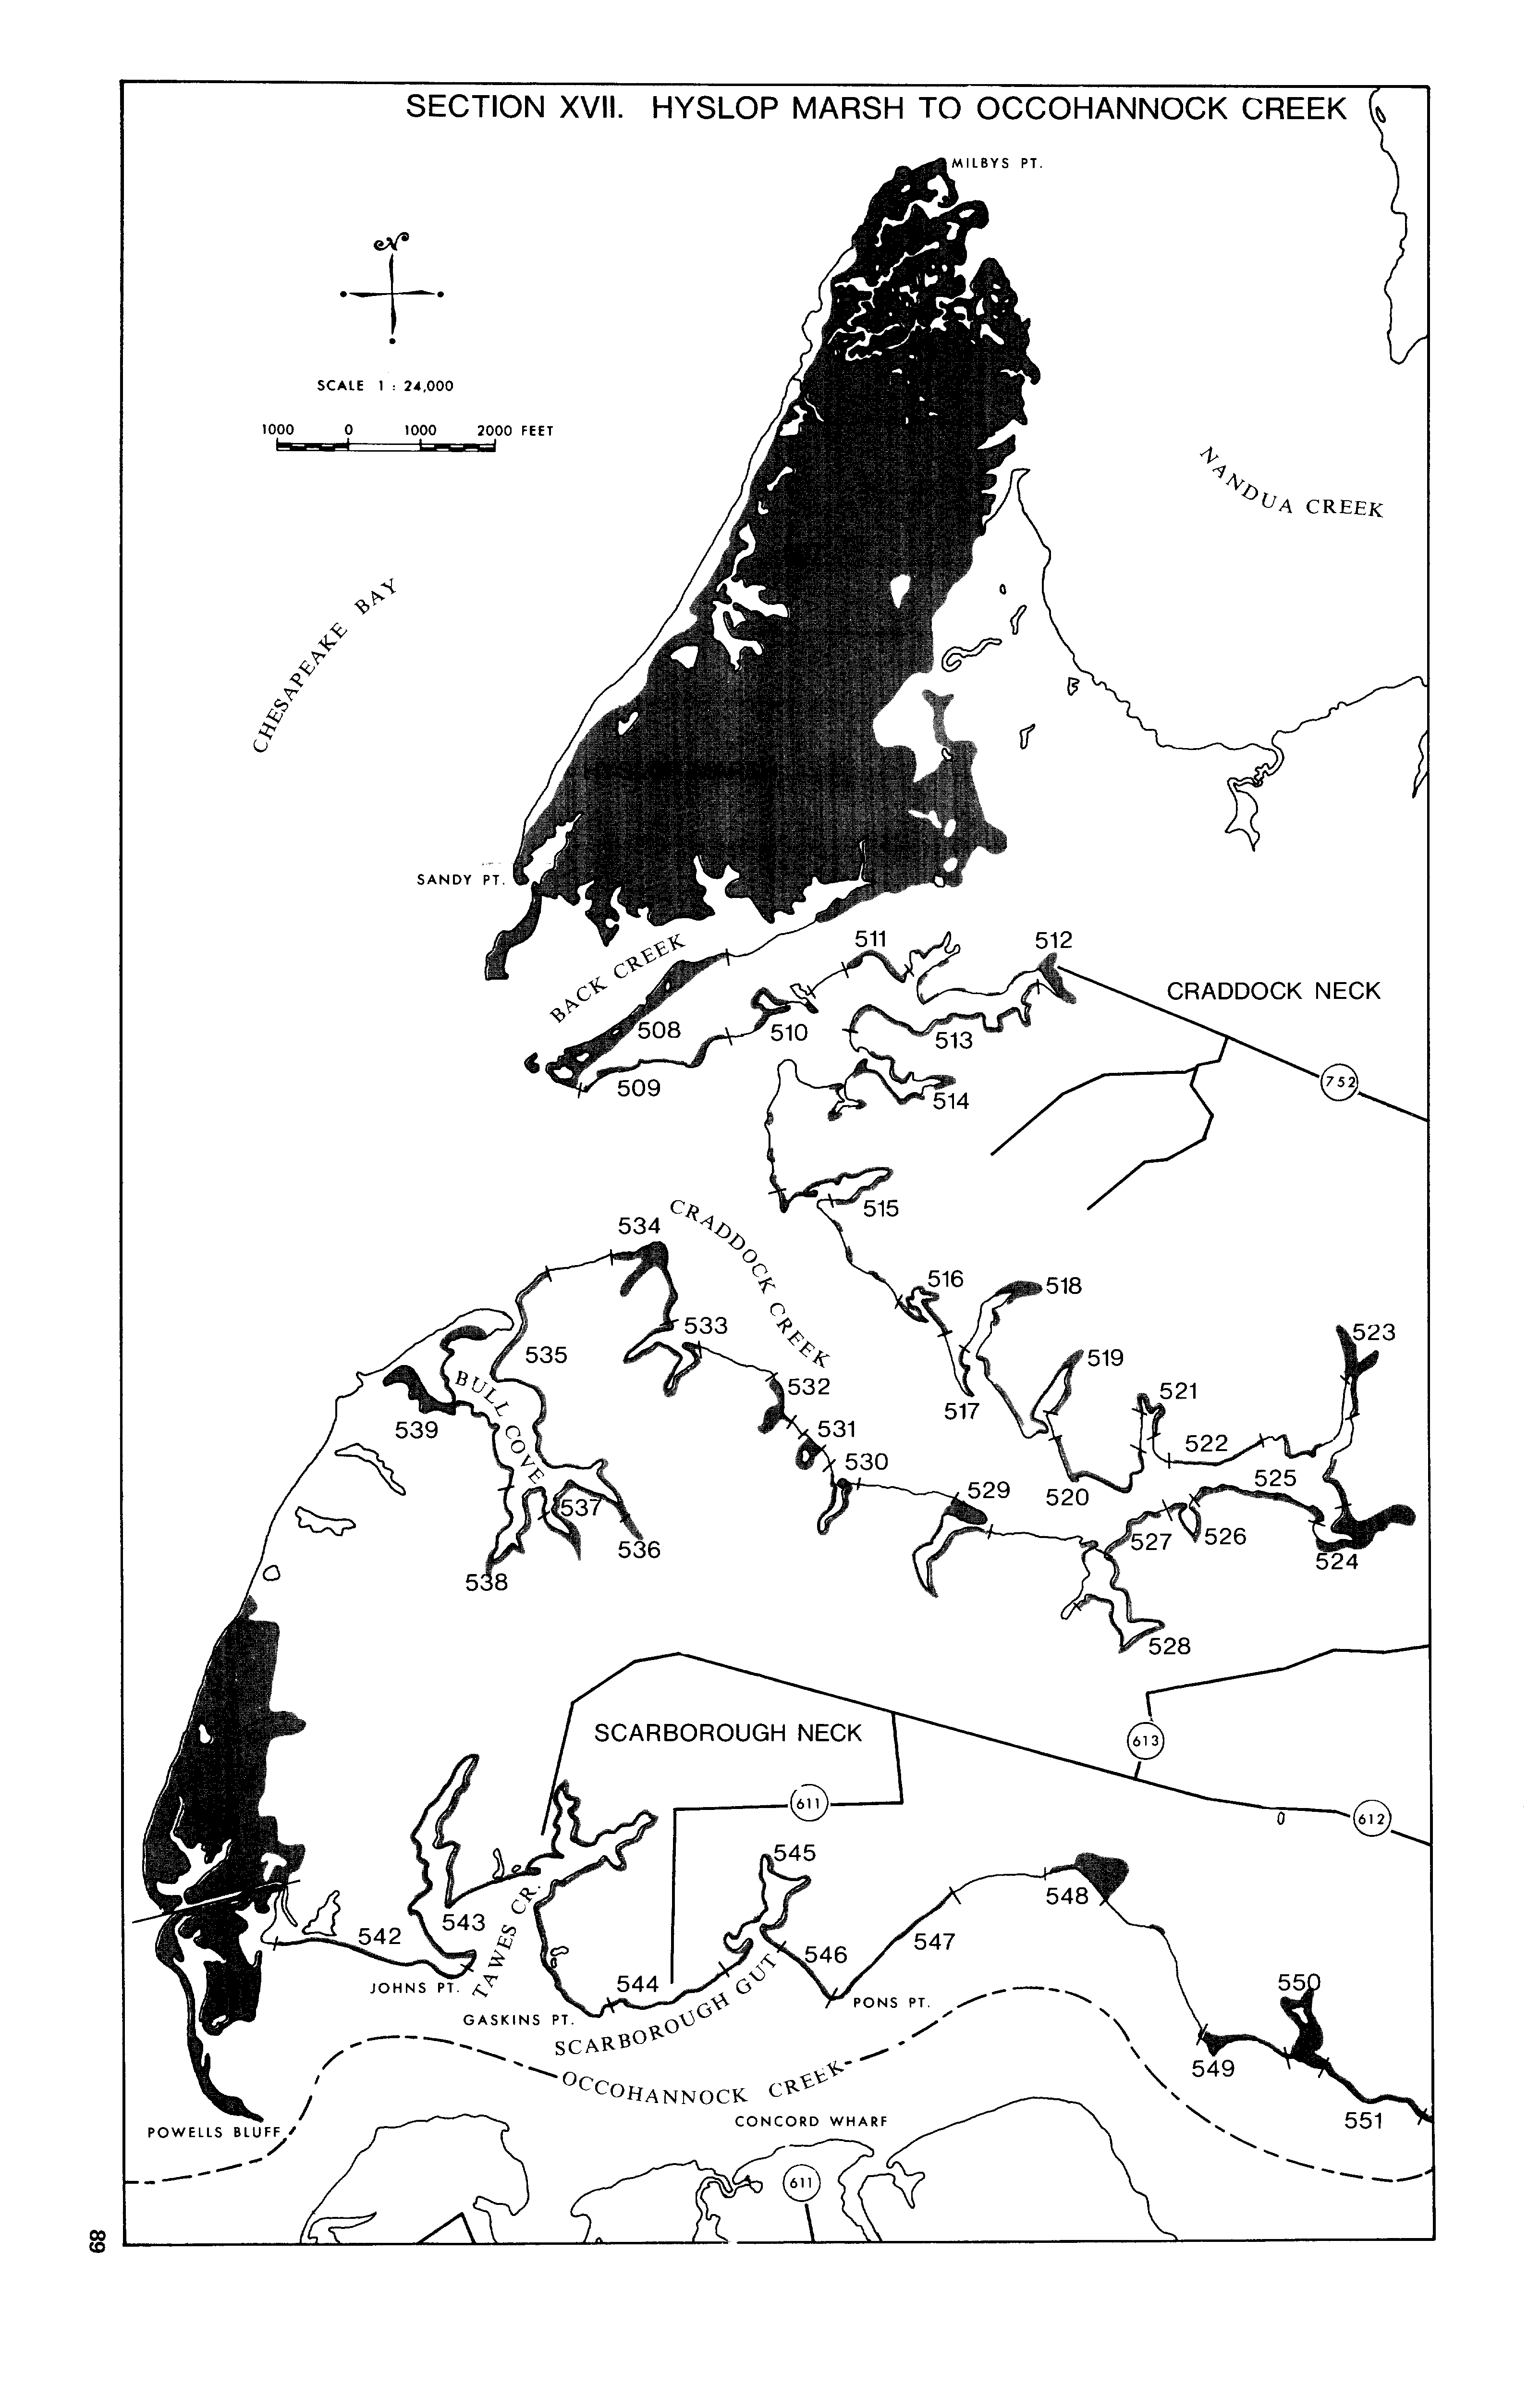 SECTION XVII. HYSLOP MARSH TO OCCOHANNOCK CREEK
MILBYS PT.
N
SCALE 1 : 24,000
1000 0 1000 2000 FEET
NANDUA CREEK
CHESAPEAKE BAY
SANDY PT.
BACK CREEK
511
512
CRADDOCK NECK
508
510
513
509
752
514
515
CRADDOCK CREEK
534
516
518
533
523
535
519
BULL COVE
532
521
517
539
531
522
530
525
529
520
537
527
526
536
524
538
528
SCARBOROUGH NECK
613
611
612
545
548
543
542
TAWES CR.
547
546
JOHNS PT.
544
550
PONS PT.
GASKINS PT.
SCARBOROUGH GUT
549
OCCOHANNOCK CREEK
551
CONCORD WHARF
POWELLS BLUFF
611
68